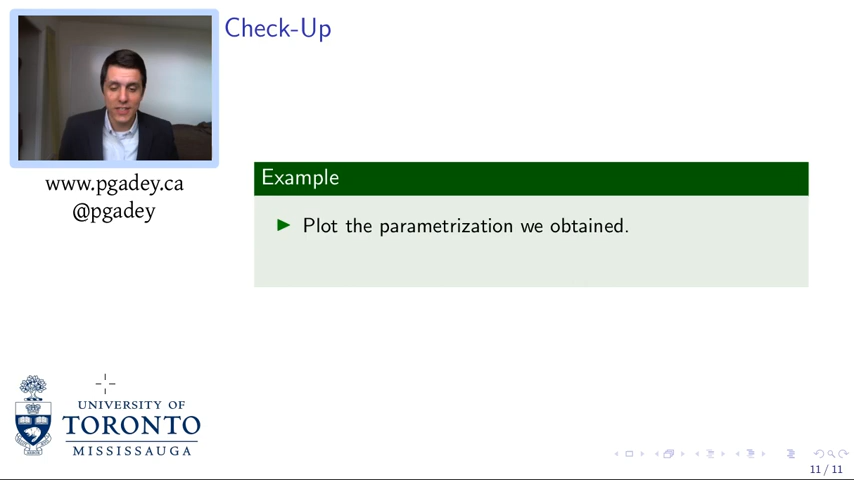 Check-Up
www.pgadey.ca
@pgadey
Example
Plot the parametrization we obtained.
UNIVERSITY OF
TORONTO
MISSISSAUGA
11 / 11